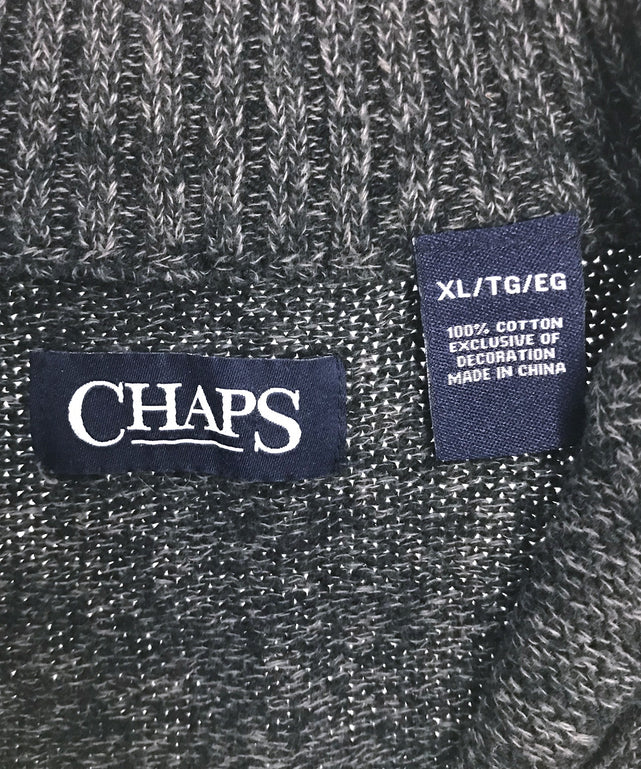 CHAPS
XL/TG/EG
100% COTTON
EXCLUSIVE OF
DECORATION
MADE IN CHINA